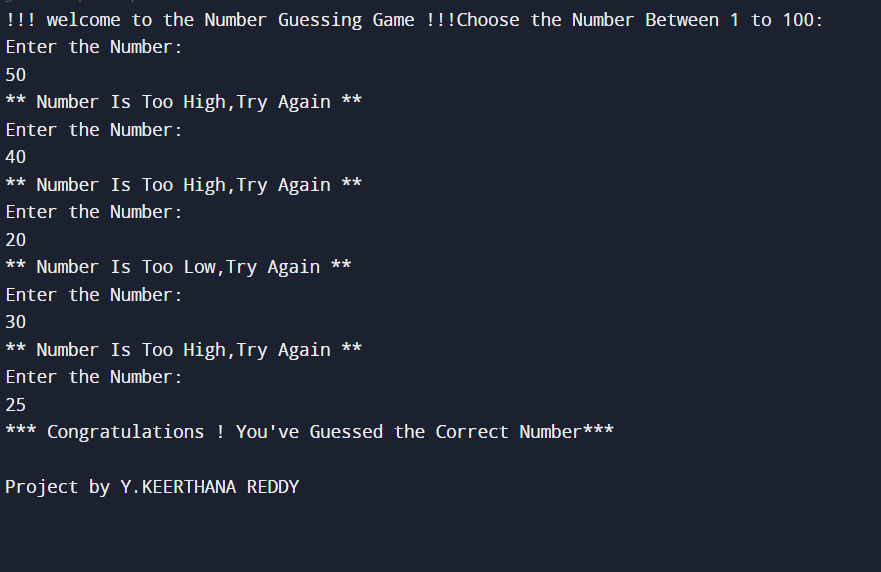 !!! welcome to the Number Guessing Game !!!Choose the Number Between 1 to 100:
Enter the Number:
50
** Number Is Too High,Try Again **
Enter the Number:
40
** Number Is Too High,Try Again **
Enter the Number:
20
** Number Is Too Low,Try Again **
Enter the Number:
30
** Number Is Too High,Try Again **
Enter the Number:
25
*** Congratulations ! You've Guessed the Correct Number***
Project by Y.KEERTHANA REDDY